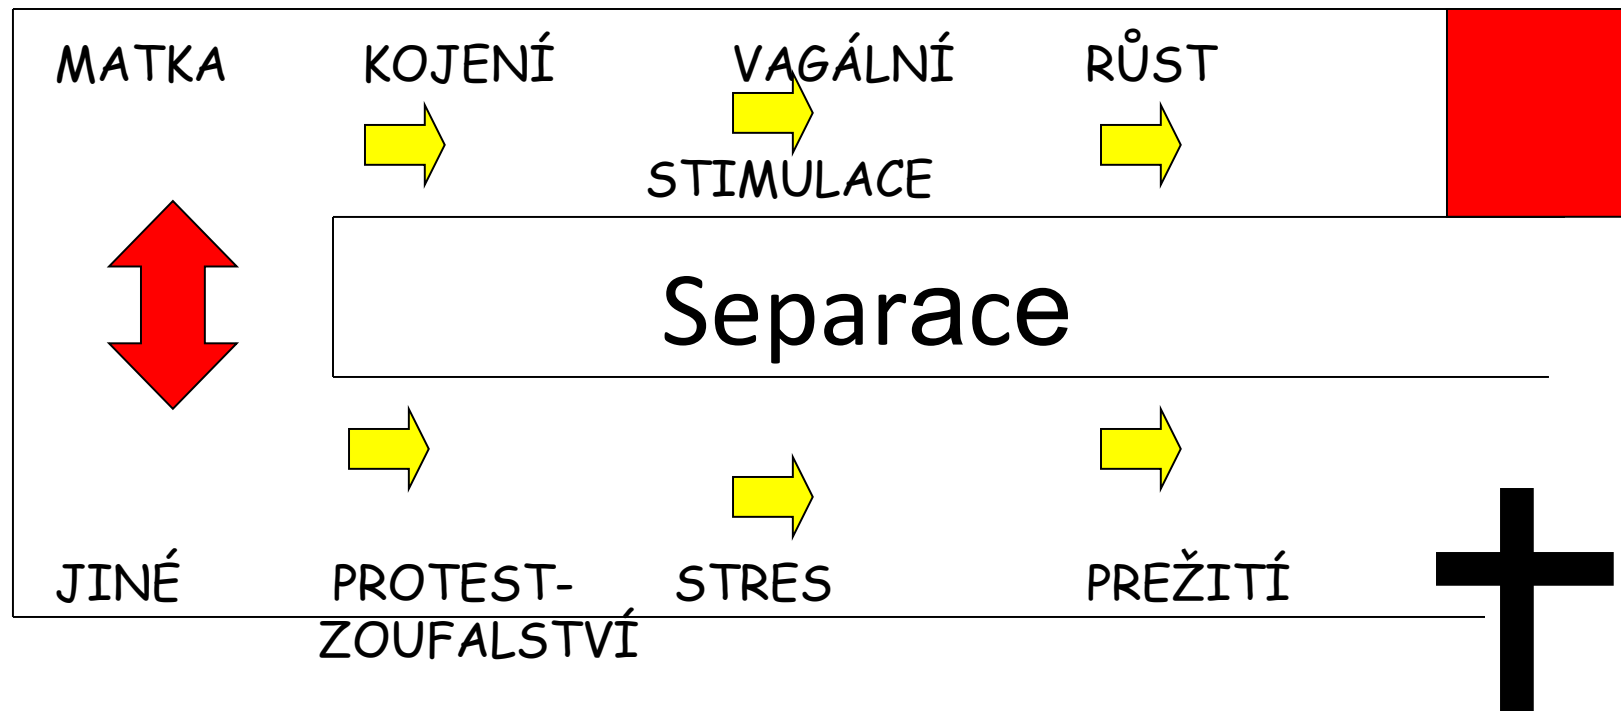 MATKA KOJENÍ VAGÁLNÍ RŮST
STIMULACE
Separace
JINÉ PROTEST- STRES PREŽITÍ
ZOUFALSTVÍ